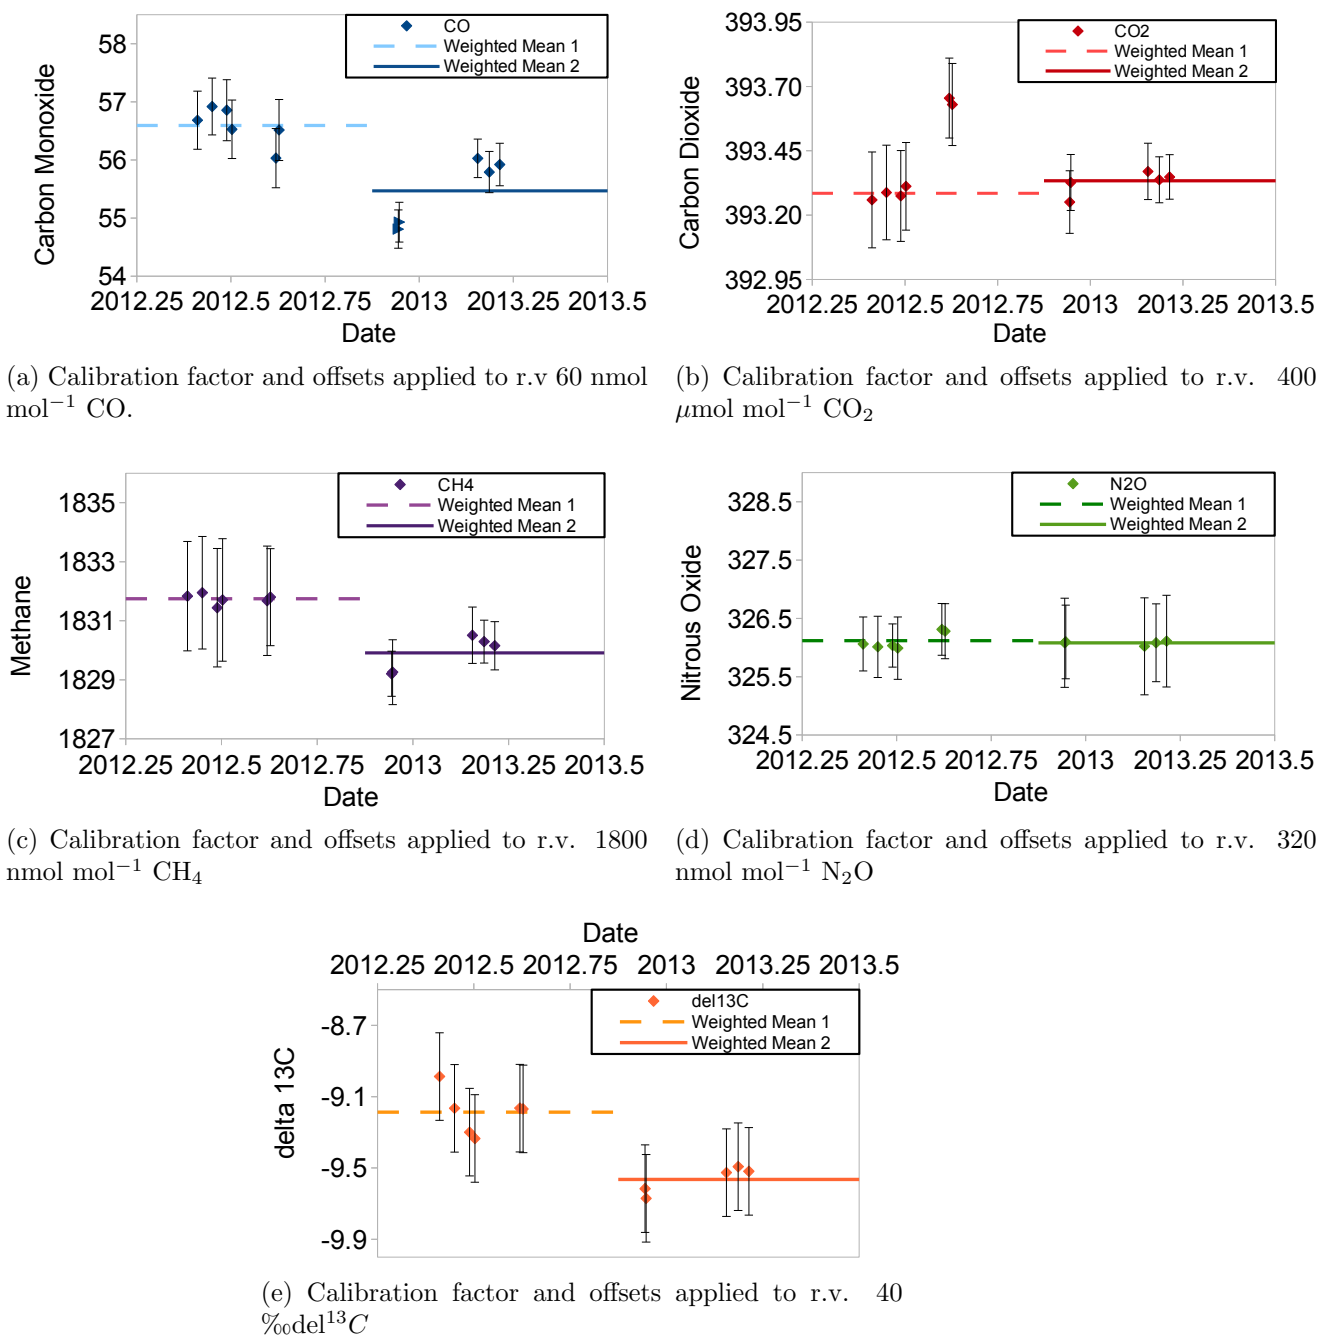 CO
Weighted Mean 1
Weighted Mean 2
58
57
56
55
54
Carbon Monoxide
2012.25 2012.5 2012.75 2013 2013.25 2013.5
Date
(a) Calibration factor and offsets applied to r.v 60 nmol
mol⁻¹ CO.
CO2
Weighted Mean 1
Weighted Mean 2
393.95
393.70
393.45
393.20
392.95
Carbon Dioxide
2012.25 2012.5 2012.75 2013 2013.25 2013.5
Date
(b) Calibration factor and offsets applied to r.v. 400
μmol mol⁻¹ CO₂
CH4
Weighted Mean 1
Weighted Mean 2
1835
1833
1831
1829
1827
Methane
2012.25 2012.5 2012.75 2013 2013.25 2013.5
Date
(c) Calibration factor and offsets applied to r.v. 1800
nmol mol⁻¹ CH₄
N2O
Weighted Mean 1
Weighted Mean 2
328.5
327.5
326.5
325.5
324.5
Nitrous Oxide
2012.25 2012.5 2012.75 2013 2013.25 2013.5
Date
(d) Calibration factor and offsets applied to r.v. 320
nmol mol⁻¹ N₂O
Date
2012.25 2012.5 2012.75 2013 2013.25 2013.5
del13C
Weighted Mean 1
Weighted Mean 2
-8.7
-9.1
-9.5
-9.9
delta 13C
(e) Calibration factor and offsets applied to r.v. 40
‰del¹³C